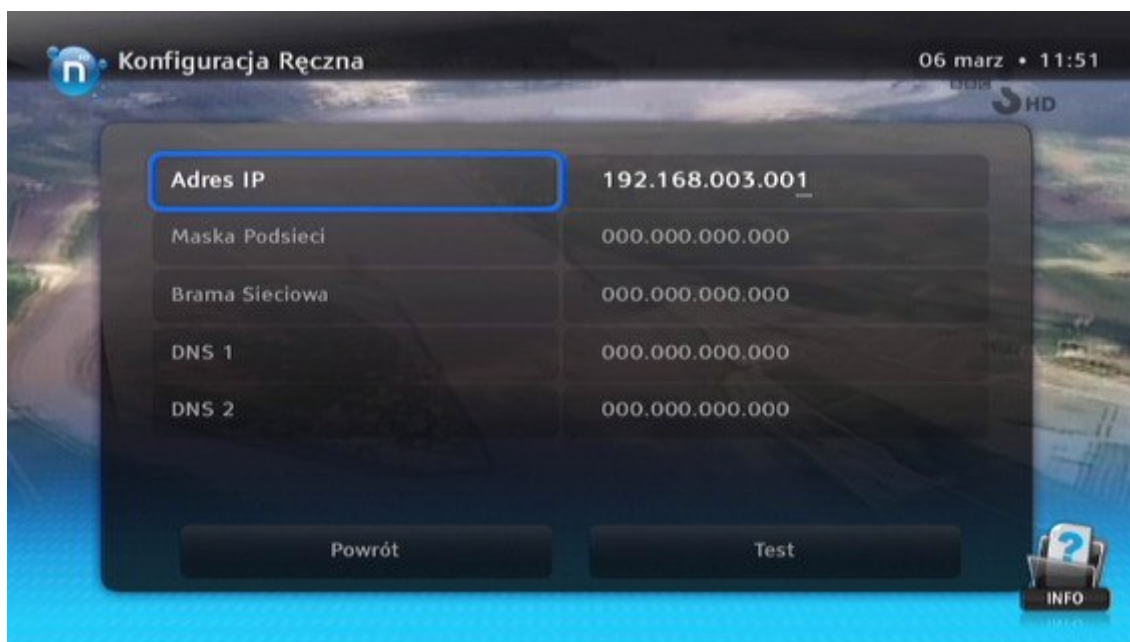 n
Konfiguracja Ręczna
06 marz • 11:51
HD
Adres IP
192.168.003.001
Maska Podsieci
000.000.000.000
Brama Sieciowa
000.000.000.000
DNS 1
000.000.000.000
DNS 2
000.000.000.000
Powrót
Test
?
INFO